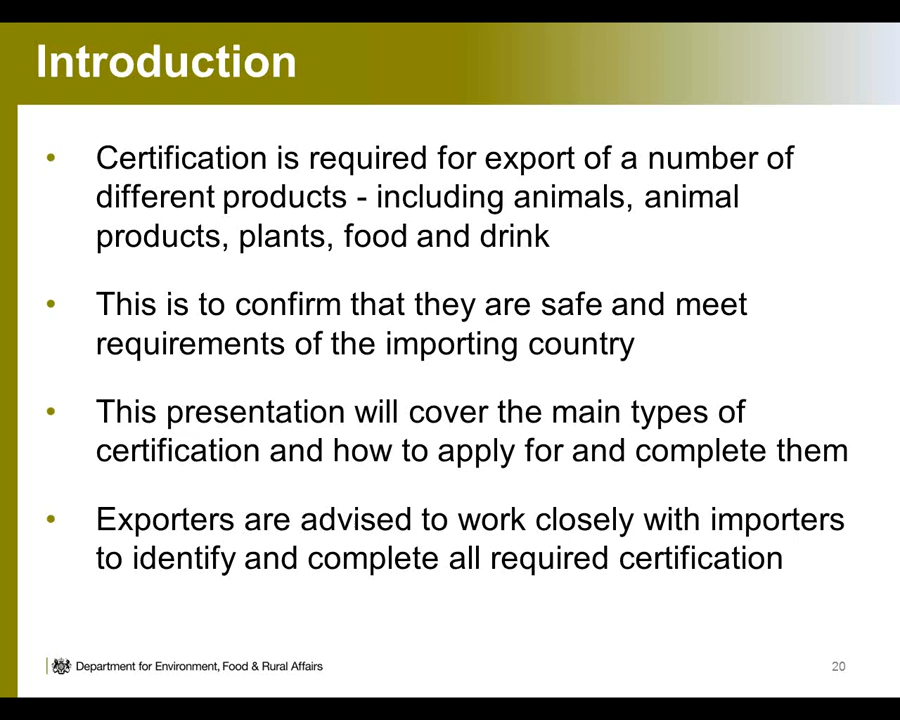 Introduction
• Certification is required for export of a number of
different products - including animals, animal
products, plants, food and drink
• This is to confirm that they are safe and meet
requirements of the importing country
• This presentation will cover the main types of
certification and how to apply for and complete them
• Exporters are advised to work closely with importers
to identify and complete all required certification
Department for Environment, Food & Rural Affairs
20